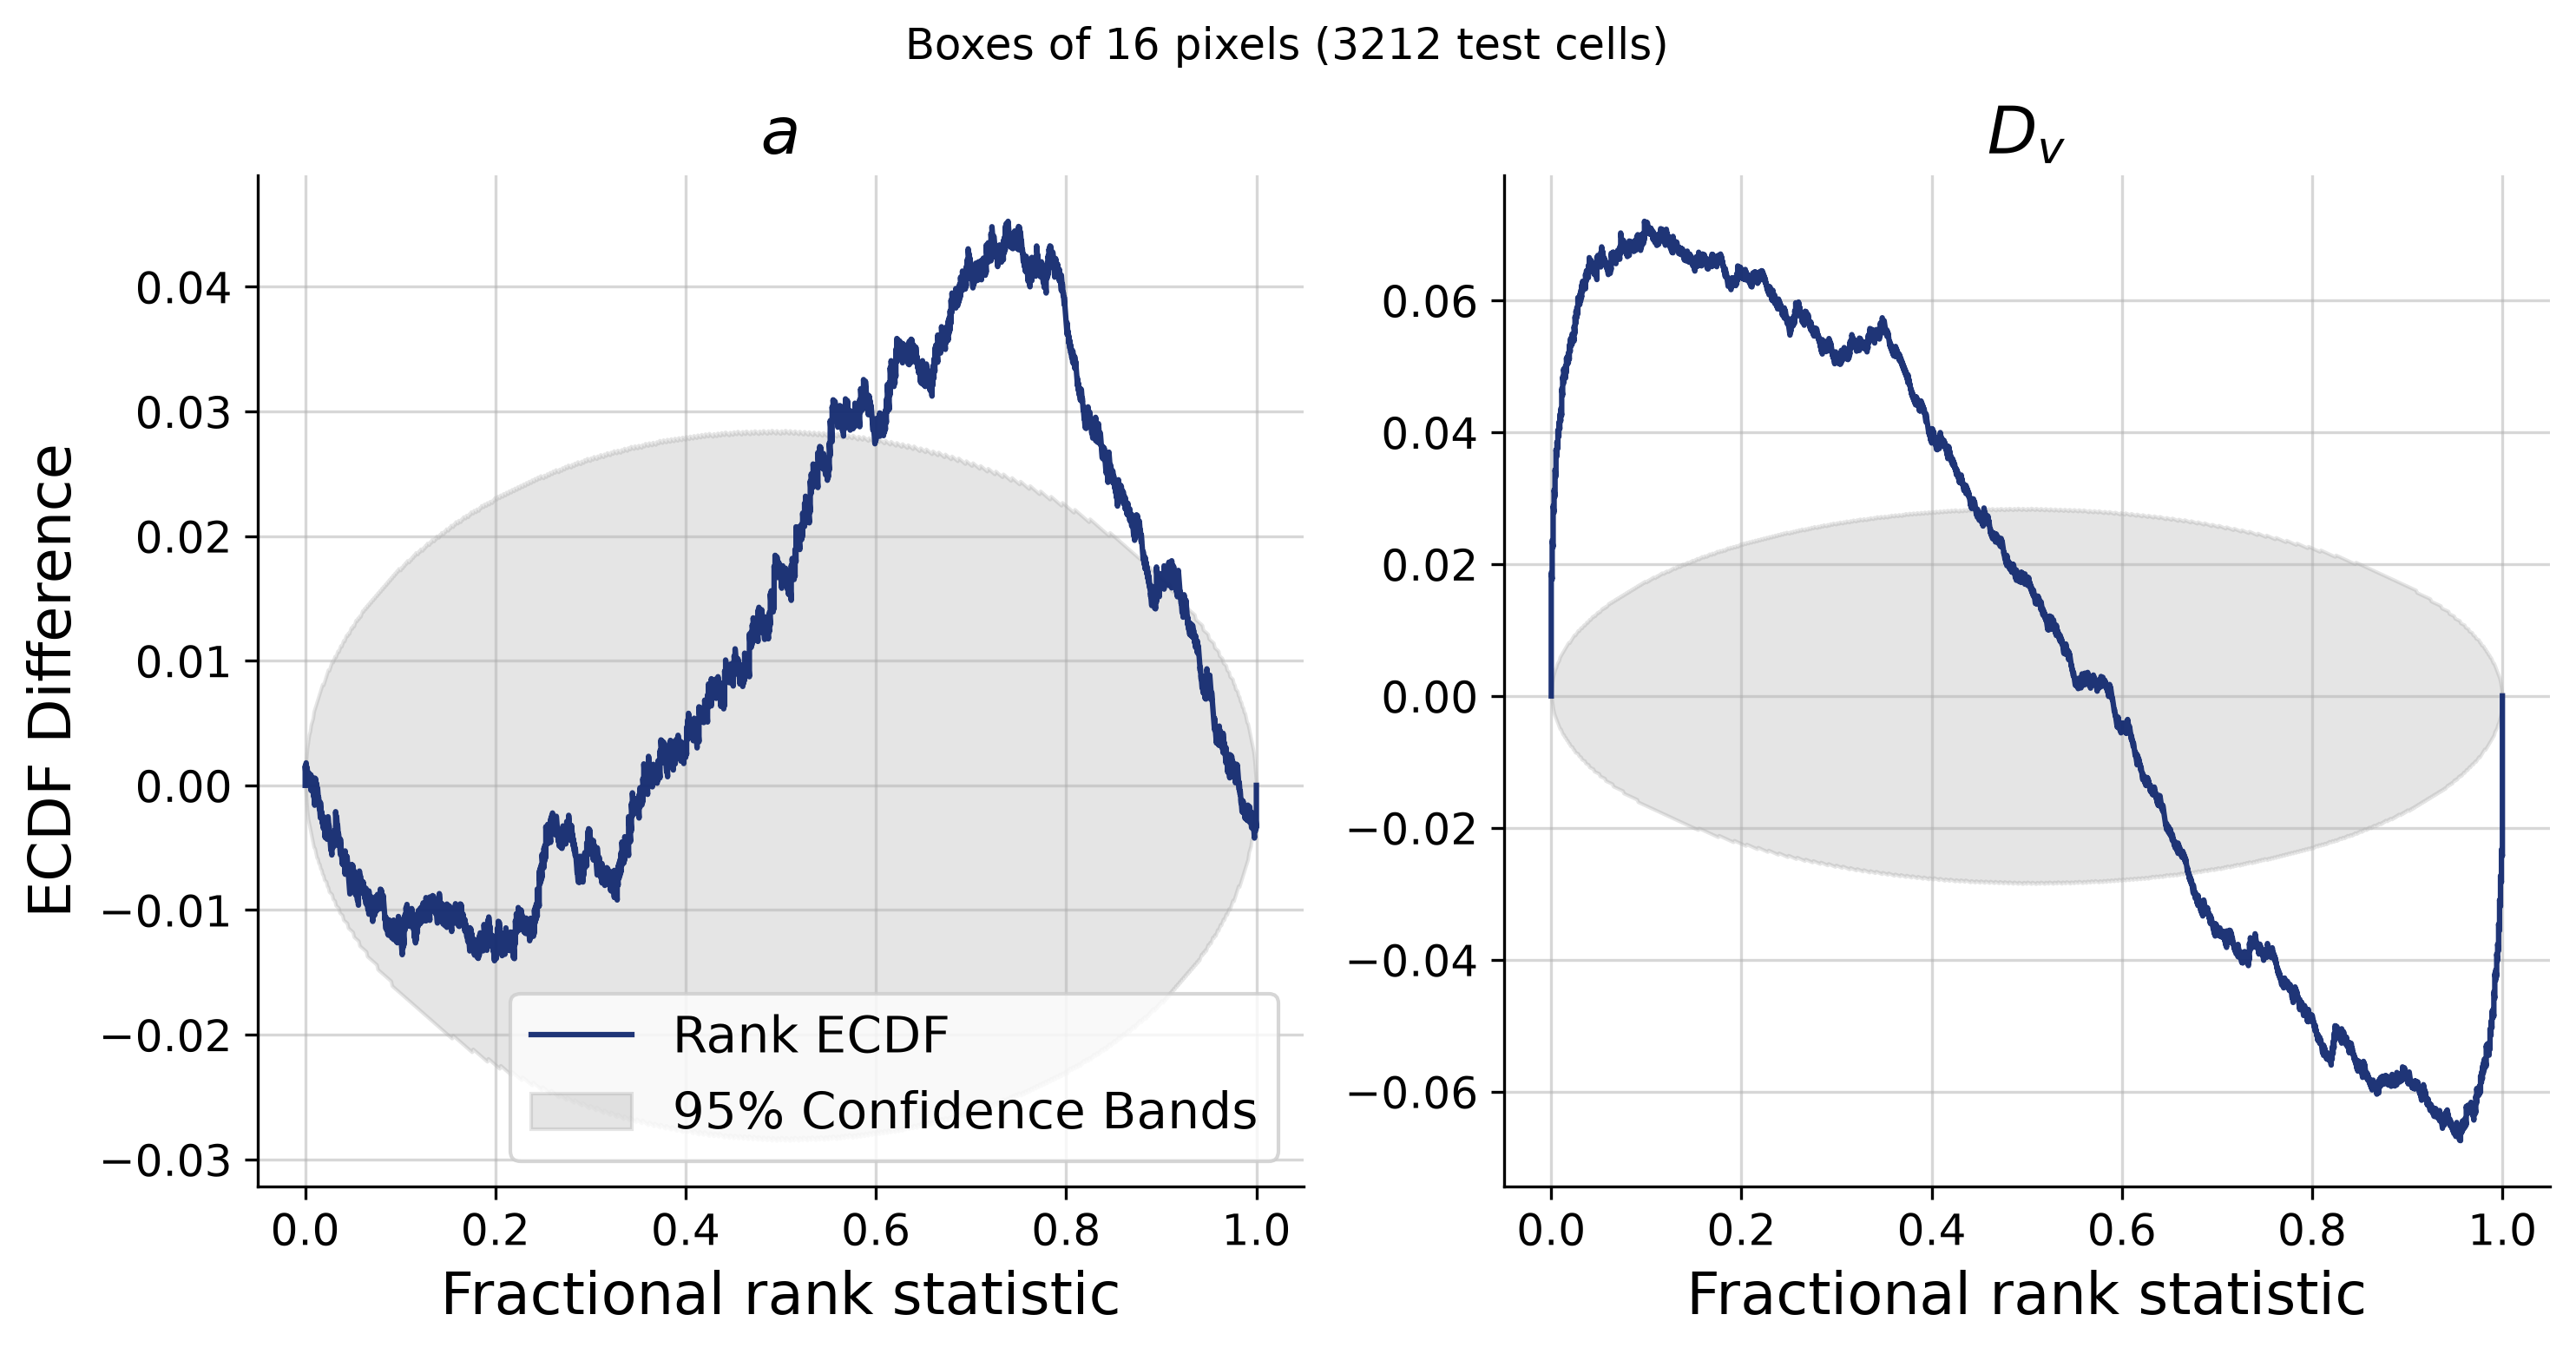 Boxes of 16 pixels (3212 test cells)
a
D_v
ECDF Difference
0.04
0.03
0.02
0.01
0.00
−0.01
−0.02
−0.03
Rank ECDF
95% Confidence Bands
0.0 0.2 0.4 0.6 0.8 1.0
Fractional rank statistic
0.06
0.04
0.02
0.00
−0.02
−0.04
−0.06
0.0 0.2 0.4 0.6 0.8 1.0
Fractional rank statistic